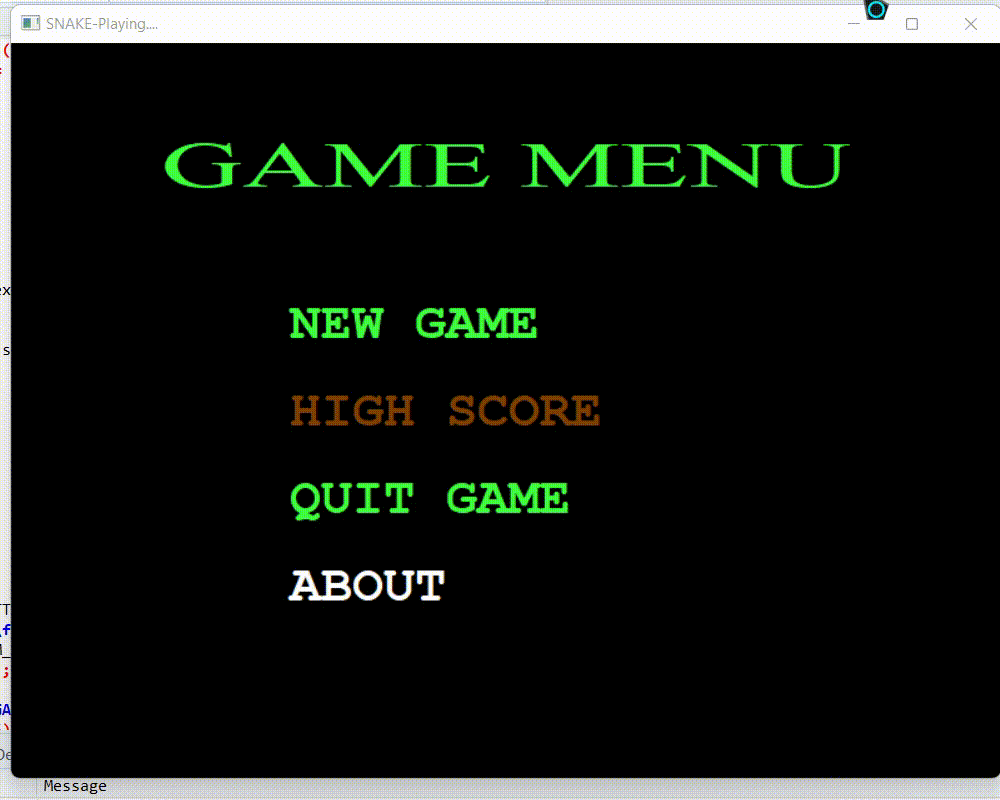 SNAKE-Playing....
GAME MENU
NEW GAME
HIGH SCORE
QUIT GAME
ABOUT
Message